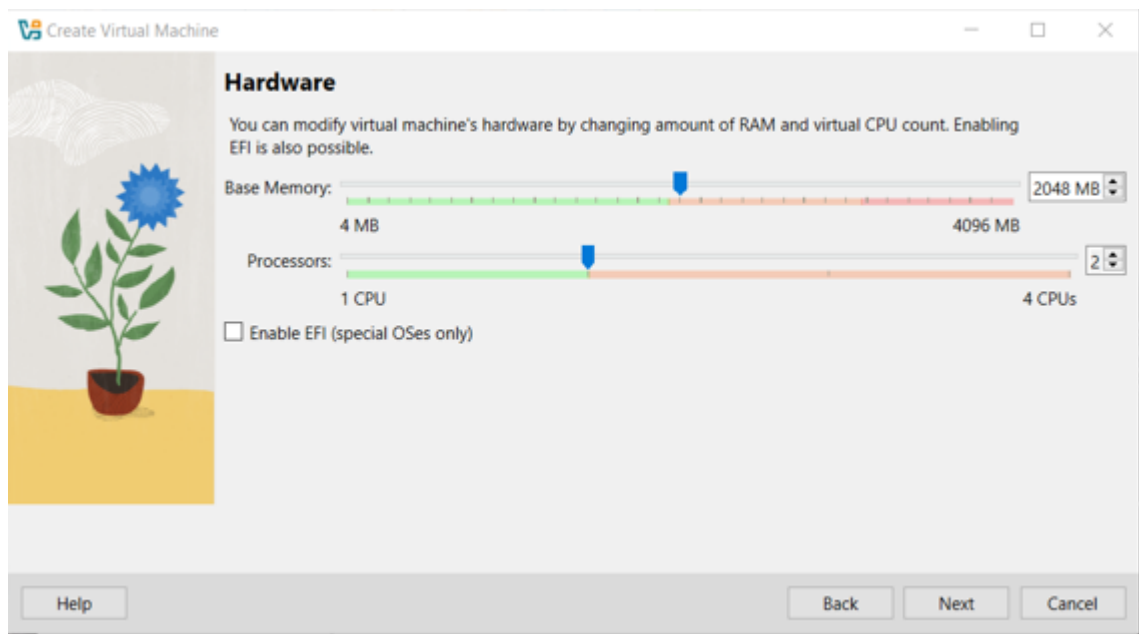 Create Virtual Machine
Hardware
You can modify virtual machine's hardware by changing amount of RAM and virtual CPU count. Enabling
EFI is also possible.
Base Memory: 2048 MB
4 MB 4096 MB
Processors: 2
1 CPU 4 CPUs
Enable EFI (special OSes only)
Help Back Next Cancel